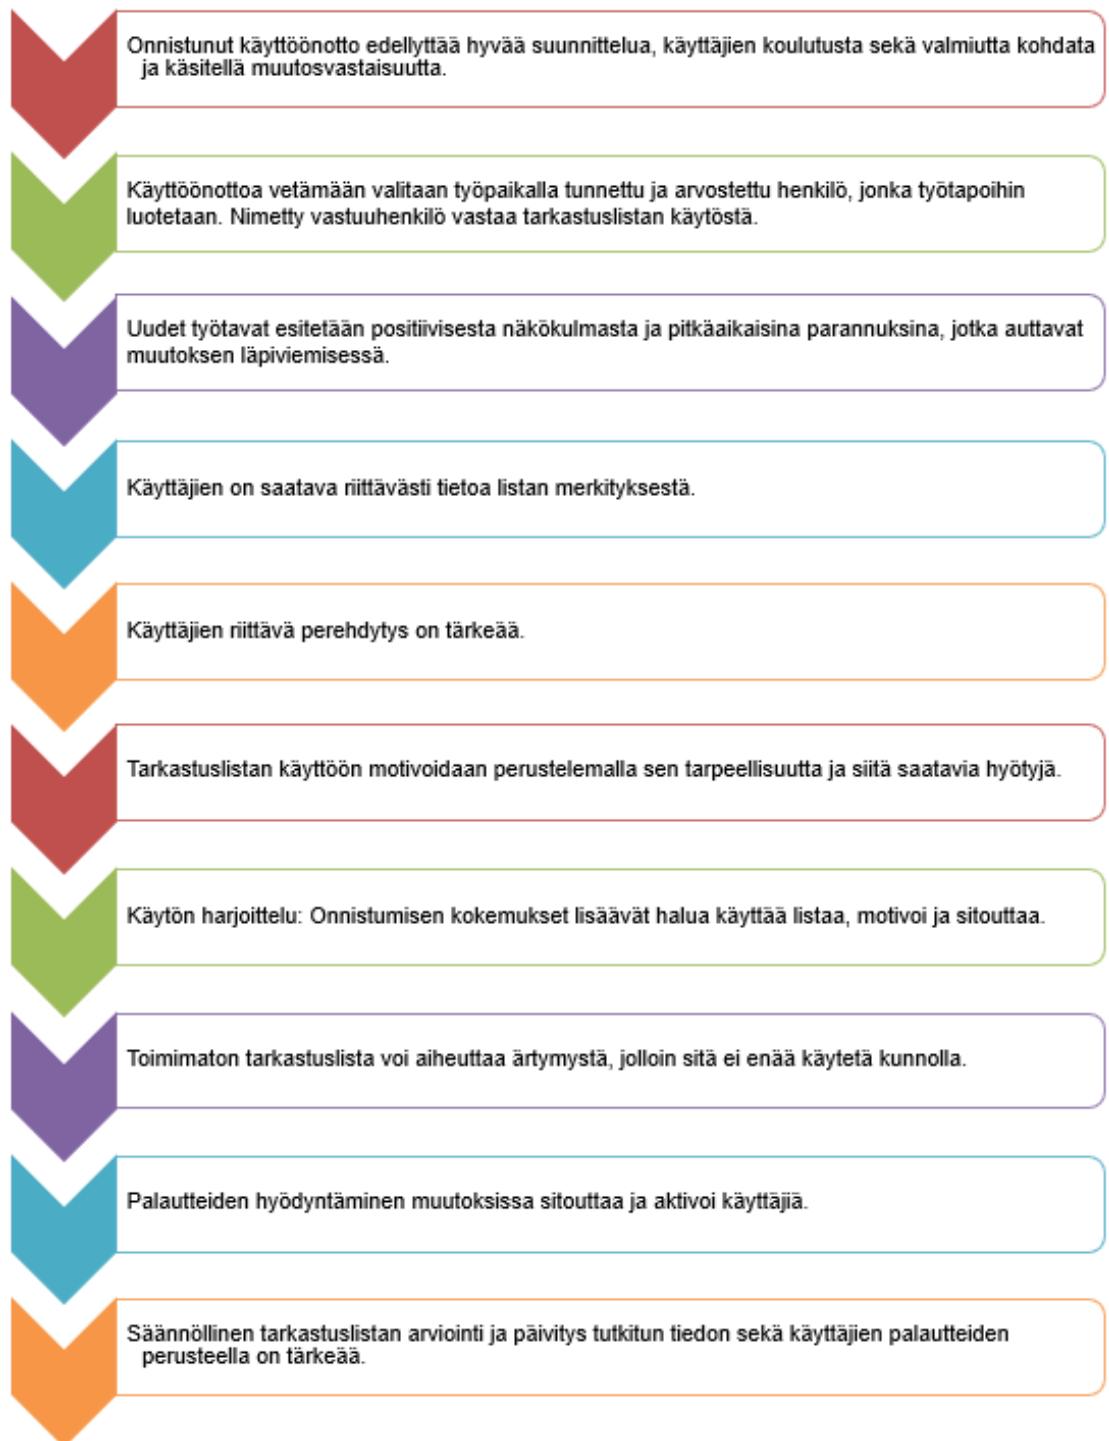 Onnistunut käyttöönotto edellyttää hyvää suunnittelua, käyttäjien koulutusta sekä valmiutta kohdata
ja käsitellä muutosvastaisuutta.
Käyttöönottoa vetämään valitaan työpaikalla tunnettu ja arvostettu henkilö, jonka työtapoihin
luotetaan. Nimetty vastuuhenkilö vastaa tarkastuslistan käytöstä.
Uudet työtavat esitetään positiivisesta näkökulmasta ja pitkäaikaisina parannuksina, jotka auttavat
muutoksen läpiviemisessä.
Käyttäjien on saatava riittävästi tietoa listan merkityksestä.
Käyttäjien riittävä perehdytys on tärkeää.
Tarkastuslistan käyttöön motivoidaan perustelemalla sen tarpeellisuutta ja siitä saatavia hyötyjä.
Käytön harjoittelu: Onnistumisen kokemukset lisäävät halua käyttää listaa, motivoi ja sitouttaa.
Toimimaton tarkastuslista voi aiheuttaa ärtymystä, jolloin sitä ei enää käytetä kunnolla.
Palautteiden hyödyntäminen muutoksissa sitouttaa ja aktivoi käyttäjiä.
Säännöllinen tarkastuslistan arviointi ja päivitys tutkitun tiedon sekä käyttäjien palautteiden
perusteella on tärkeää.